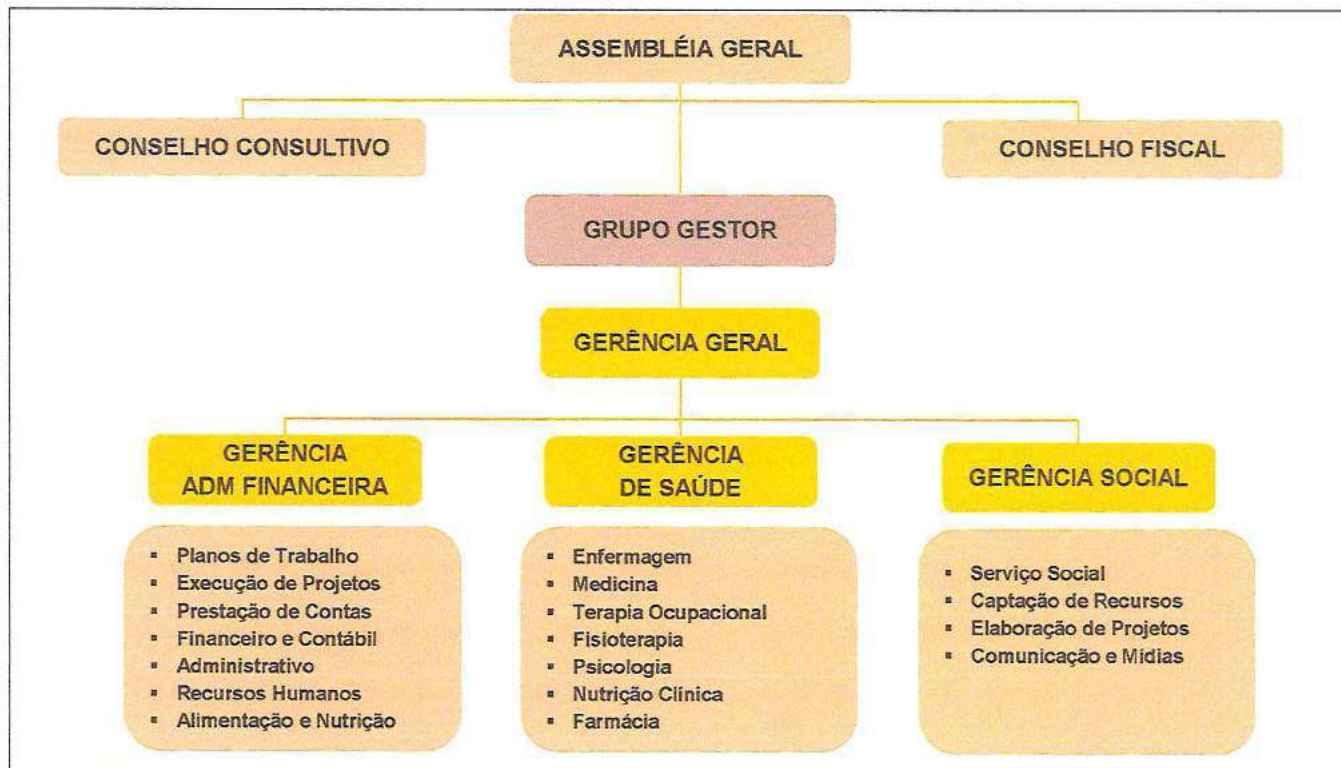 ASSEMBLÉIA GERAL
CONSELHO CONSULTIVO
CONSELHO FISCAL
GRUPO GESTOR
GERÊNCIA GERAL
GERÊNCIA
ADM FINANCEIRA
GERÊNCIA
DE SAÚDE
GERÊNCIA SOCIAL
▪ Planos de Trabalho
▪ Execução de Projetos
▪ Prestação de Contas
▪ Financeiro e Contábil
▪ Administrativo
▪ Recursos Humanos
▪ Alimentação e Nutrição
▪ Enfermagem
▪ Medicina
▪ Terapia Ocupacional
▪ Fisioterapia
▪ Psicologia
▪ Nutrição Clínica
▪ Farmácia
▪ Serviço Social
▪ Captação de Recursos
▪ Elaboração de Projetos
▪ Comunicação e Mídias